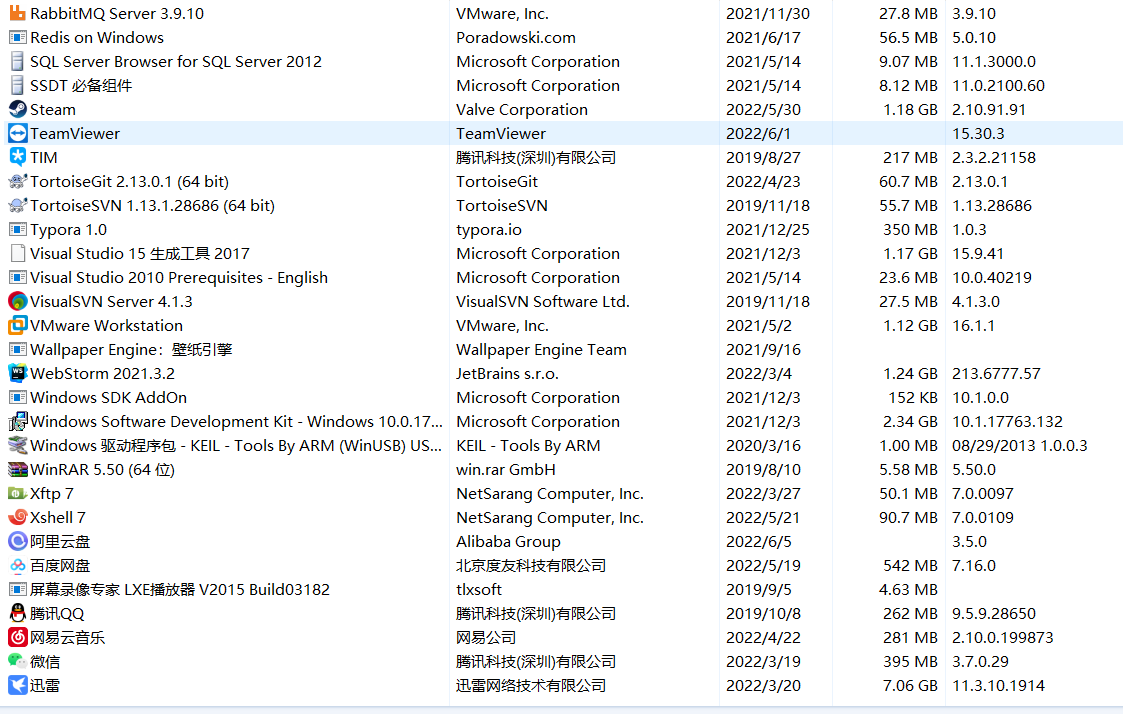 RabbitMQ Server 3.9.10 VMware, Inc. 2021/11/30 27.8 MB 3.9.10
Redis on Windows Poradowski.com 2021/6/17 56.5 MB 5.0.10
SQL Server Browser for SQL Server 2012 Microsoft Corporation 2021/5/14 9.07 MB 11.1.3000.0
SSDT 必备组件 Microsoft Corporation 2021/5/14 8.12 MB 11.0.2100.60
Steam Valve Corporation 2022/5/30 1.18 GB 2.10.91.91
TeamViewer TeamViewer 2022/6/1 15.30.3
TIM 腾讯科技(深圳)有限公司 2019/8/27 217 MB 2.3.2.21158
TortoiseGit 2.13.0.1 (64 bit) TortoiseGit 2022/4/23 60.7 MB 2.13.0.1
TortoiseSVN 1.13.1.28686 (64 bit) TortoiseSVN 2019/11/18 55.7 MB 1.13.28686
Typora 1.0 typora.io 2021/12/25 350 MB 1.0.3
Visual Studio 15 生成工具 2017 Microsoft Corporation 2021/12/3 1.17 GB 15.9.41
Visual Studio 2010 Prerequisites - English Microsoft Corporation 2021/5/14 23.6 MB 10.0.40219
VisualSVN Server 4.1.3 VisualSVN Software Ltd. 2019/11/18 27.5 MB 4.1.3.0
VMware Workstation VMware, Inc. 2021/5/2 1.12 GB 16.1.1
Wallpaper Engine：壁纸引擎 Wallpaper Engine Team 2021/9/16
WebStorm 2021.3.2 JetBrains s.r.o. 2022/3/4 1.24 GB 213.6777.57
Windows SDK AddOn Microsoft Corporation 2021/12/3 152 KB 10.1.0.0
Windows Software Development Kit - Windows 10.0.17... Microsoft Corporation 2021/12/3 2.34 GB 10.1.17763.132
Windows 驱动程序包 - KEIL - Tools By ARM (WinUSB) US... KEIL - Tools By ARM 2020/3/16 1.00 MB 08/29/2013 1.0.0.3
WinRAR 5.50 (64 位) win.rar GmbH 2019/8/10 5.58 MB 5.50.0
Xftp 7 NetSarang Computer, Inc. 2022/3/27 50.1 MB 7.0.0097
Xshell 7 NetSarang Computer, Inc. 2022/5/21 90.7 MB 7.0.0109
阿里云盘 Alibaba Group 2022/6/5 3.5.0
百度网盘 北京度友科技有限公司 2022/5/19 542 MB 7.16.0
屏幕录像专家 LXE播放器 V2015 Build03182 tlxsoft 2019/9/5 4.63 MB
腾讯QQ 腾讯科技(深圳)有限公司 2019/10/8 262 MB 9.5.9.28650
网易云音乐 网易公司 2022/4/22 281 MB 2.10.0.199873
微信 腾讯科技(深圳)有限公司 2022/3/19 395 MB 3.7.0.29
迅雷 迅雷网络技术有限公司 2022/3/20 7.06 GB 11.3.10.1914